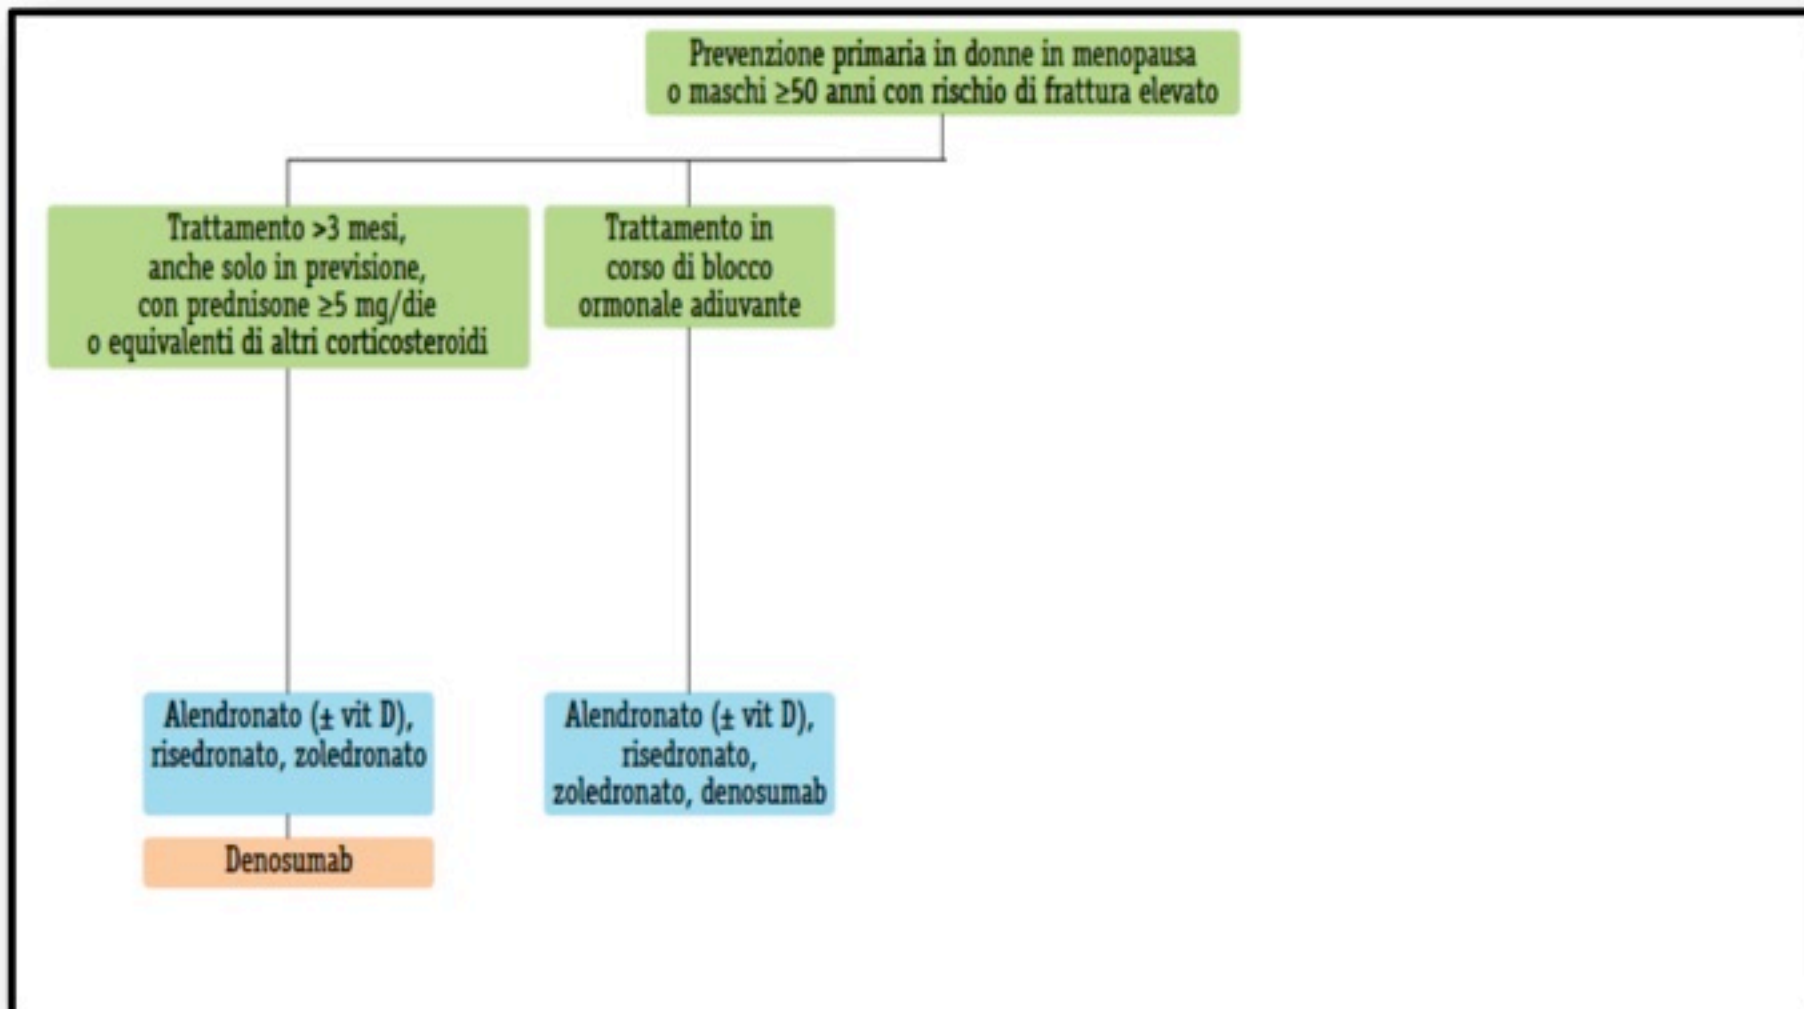 Prevenzione primaria in donne in menopausa
o maschi ≥50 anni con rischio di frattura elevato
Trattamento >3 mesi,
anche solo in previsione,
con prednisone ≥5 mg/die
o equivalenti di altri corticosteroidi
Trattamento in
corso di blocco
ormonale adiuvante
Alendronato (± vit D),
risedronato, zoledronato
Alendronato (± vit D),
risedronato,
zoledronato, denosumab
Denosumab